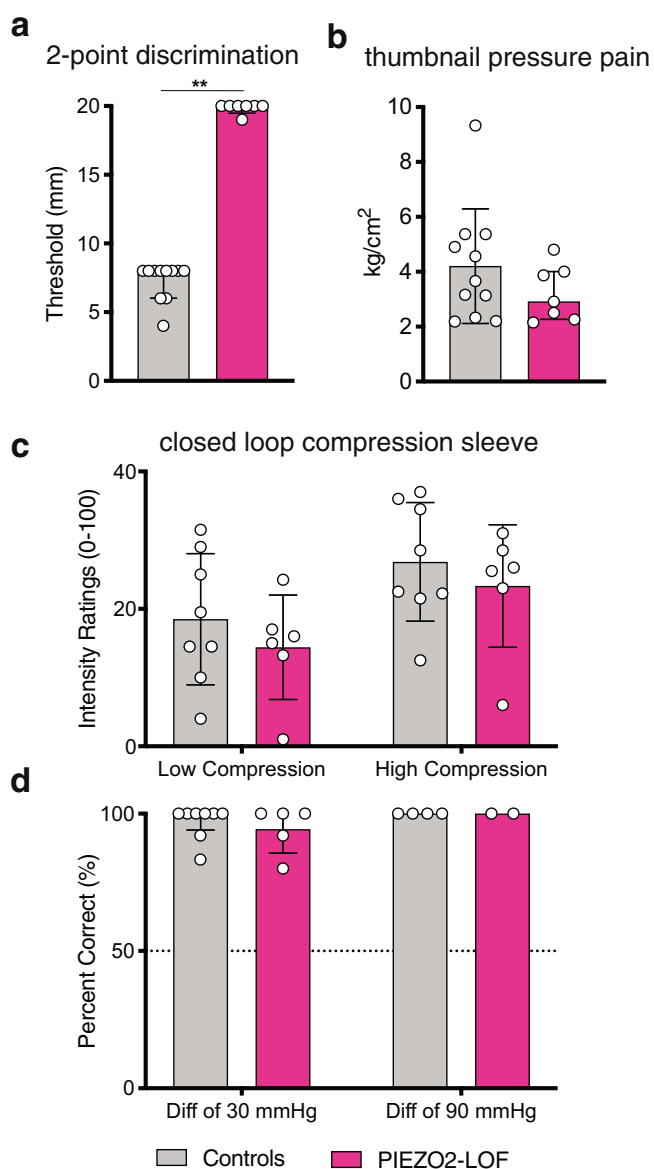 a
2-point discrimination
**
Threshold (mm)
20
15
10
5
0
b
thumbnail pressure pain
kg/cm²
10
8
6
4
2
0
c
closed loop compression sleeve
Intensity Ratings (0-100)
40
20
0
Low Compression High Compression
d
Percent Correct (%)
100
50
0
Diff of 30 mmHg Diff of 90 mmHg
Controls PIEZO2-LOF